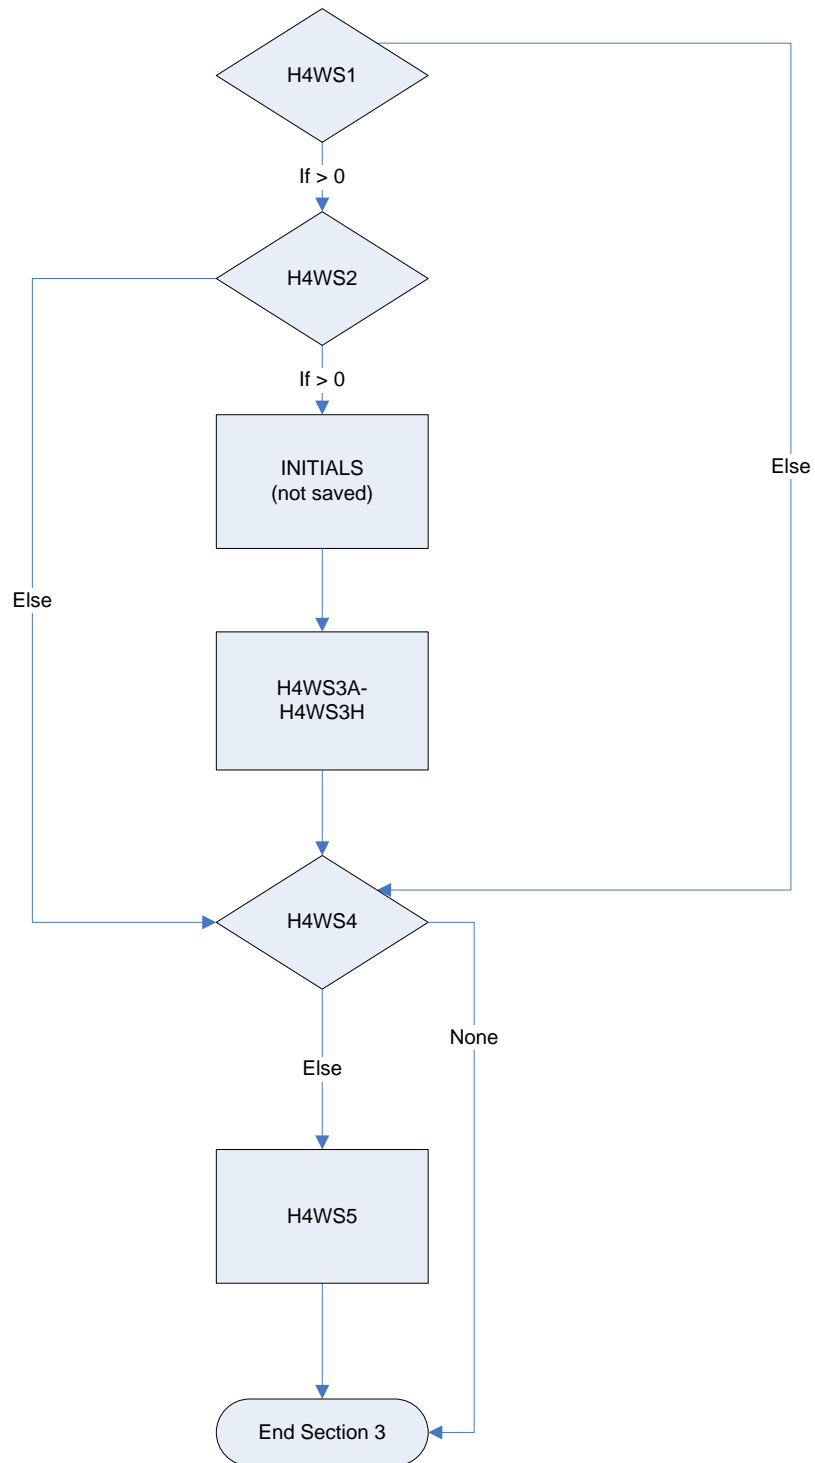 H4WS1
If > 0
H4WS2
If > 0
INITIALS
(not saved)
Else
Else
H4WS3A-
H4WS3H
H4WS4
None
Else
H4WS5
End Section 3